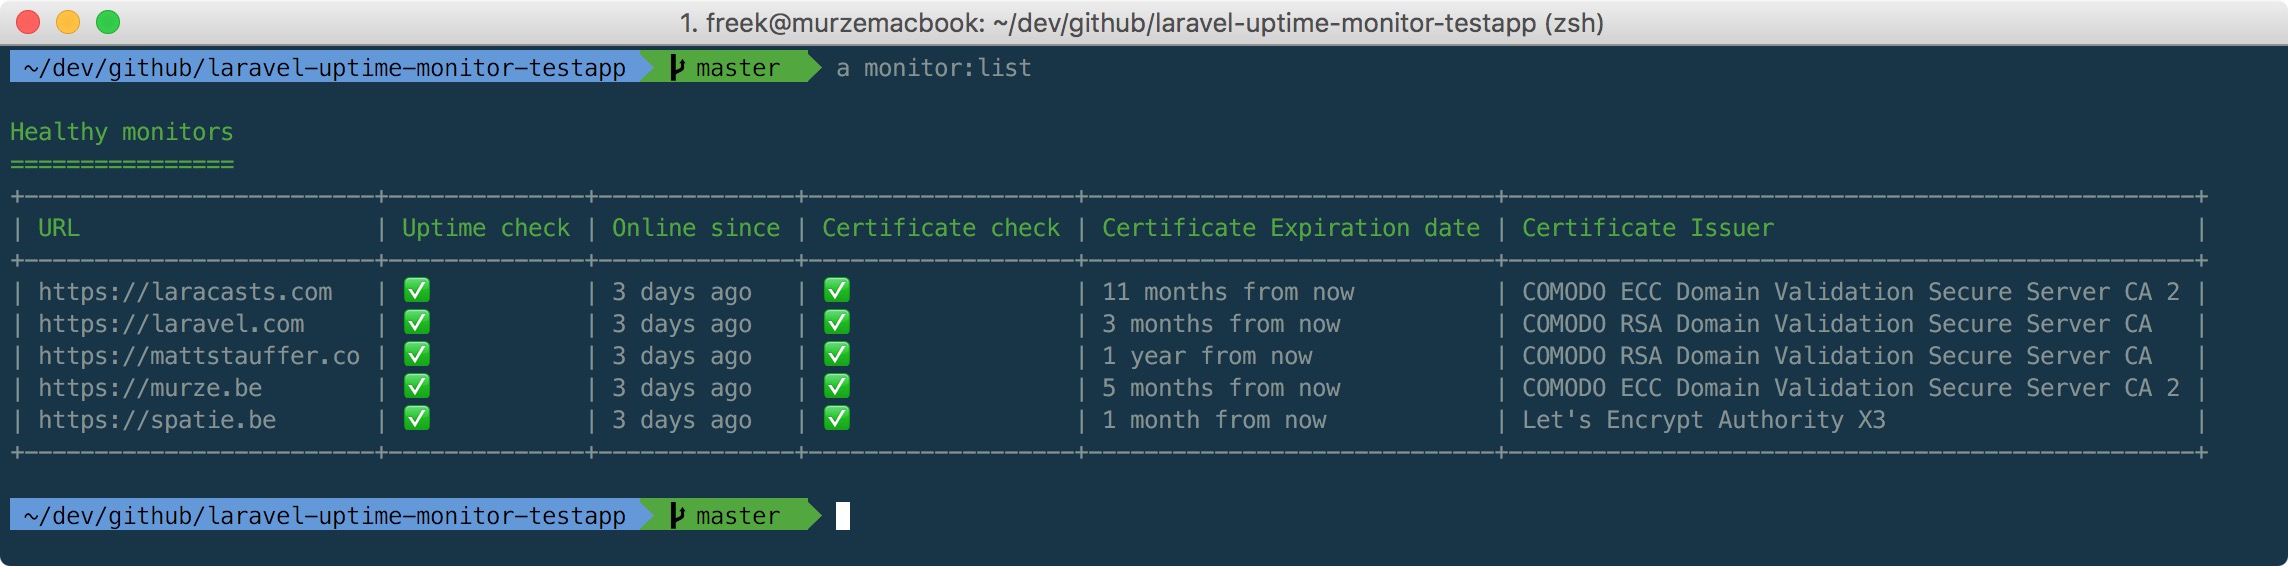 1. freek@murzemacbook: ~/dev/github/laravel-uptime-monitor-testapp (zsh)
~/dev/github/laravel-uptime-monitor-testapp master a monitor:list
Healthy monitors
================
+-------------------------+--------------+--------------+-------------------+-----------------------------+-------------------------------------------------+
| URL | Uptime check | Online since | Certificate check | Certificate Expiration date | Certificate Issuer |
+-------------------------+--------------+--------------+-------------------+-----------------------------+-------------------------------------------------+
| https://laracasts.com | ✅ | 3 days ago | ✅ | 11 months from now | COMODO ECC Domain Validation Secure Server CA 2 |
| https://laravel.com | ✅ | 3 days ago | ✅ | 3 months from now | COMODO RSA Domain Validation Secure Server CA |
| https://mattstauffer.co | ✅ | 3 days ago | ✅ | 1 year from now | COMODO RSA Domain Validation Secure Server CA |
| https://murze.be | ✅ | 3 days ago | ✅ | 5 months from now | COMODO ECC Domain Validation Secure Server CA 2 |
| https://spatie.be | ✅ | 3 days ago | ✅ | 1 month from now | Let's Encrypt Authority X3 |
+-------------------------+--------------+--------------+-------------------+-----------------------------+-------------------------------------------------+
~/dev/github/laravel-uptime-monitor-testapp master